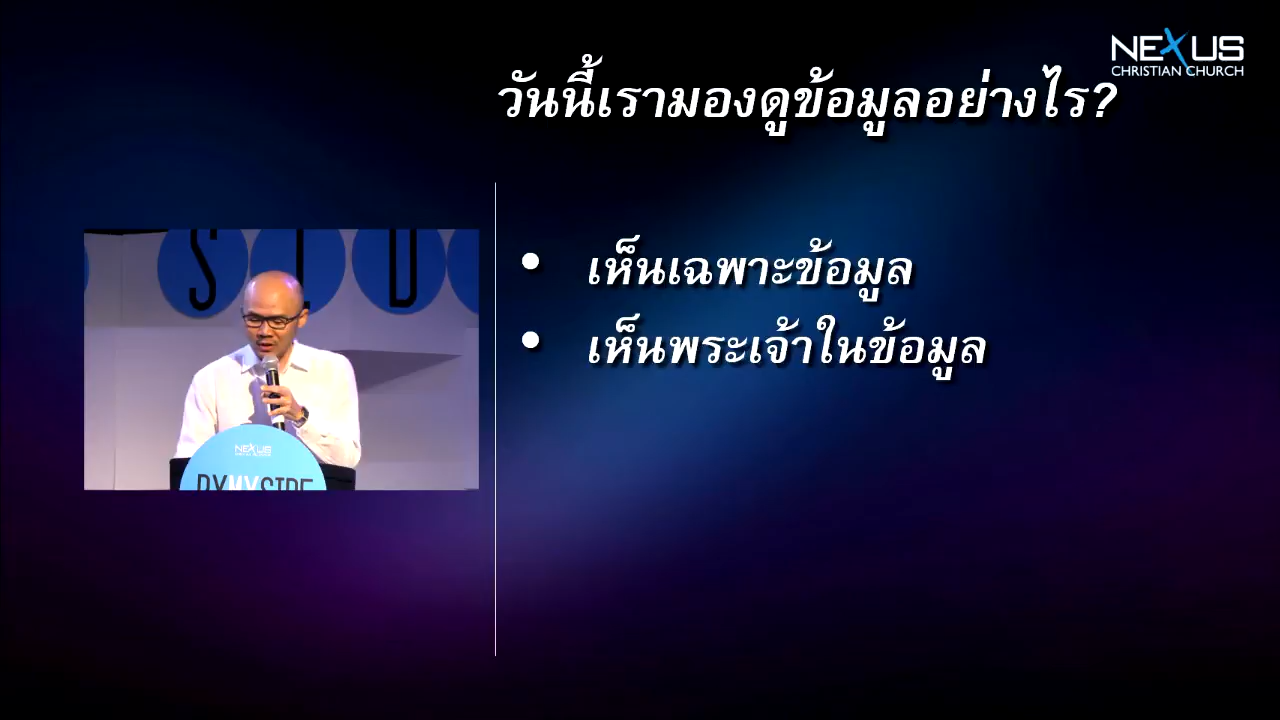 NEXUS
CHRISTIAN CHURCH
วันนี้เรามองดูข้อมูลอย่างไร?
• เห็นเฉพาะข้อมูล
• เห็นพระเจ้าในข้อมูล
S I D
NEXUS
BYMYSIDE